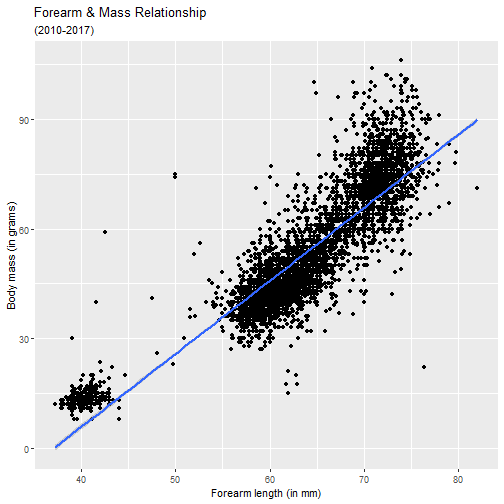 Forearm & Mass Relationship
(2010-2017)
90
60
30
0
Body mass (in grams)
40 50 60 70 80
Forearm length (in mm)